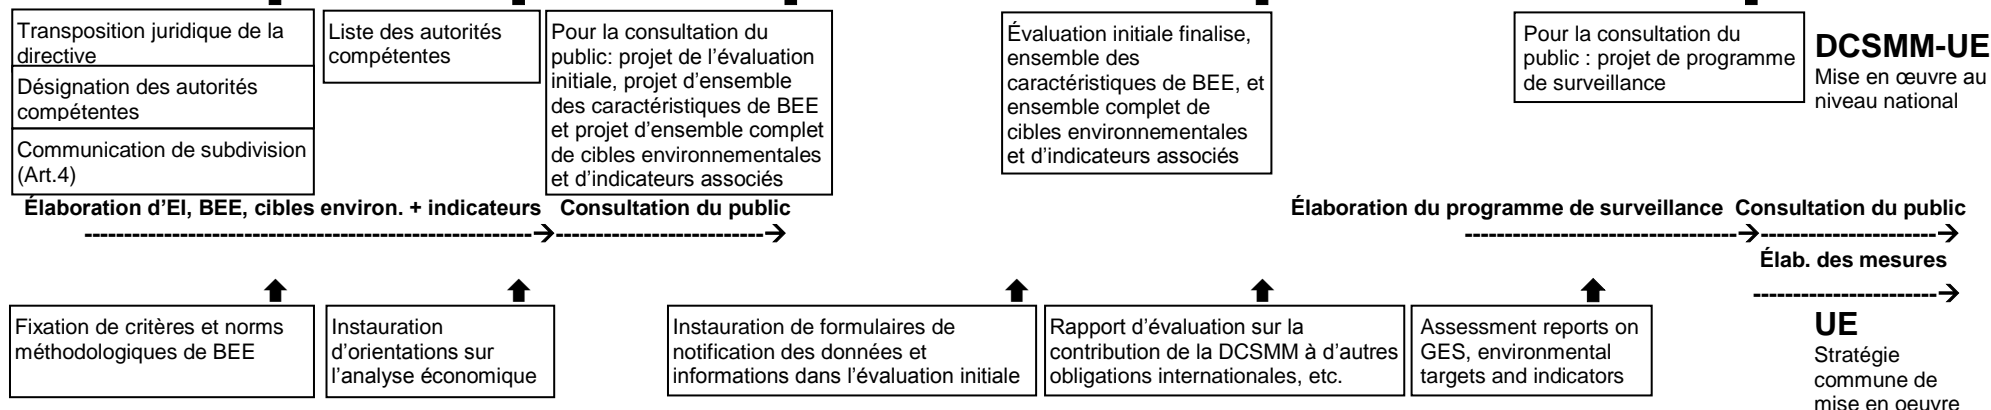 Transposition juridique de la
directive
Désignation des autorités
compétentes
Communication de subdivision
(Art.4)
Liste des autorités
compétentes
Pour la consultation du
public: projet de l’évaluation
initiale, projet d’ensemble
des caractéristiques de BEE
et projet d’ensemble complet
de cibles environnementales
et d’indicateurs associés
Évaluation initiale finalise,
ensemble des
caractéristiques de BEE, et
ensemble complet de
cibles environnementales
et d’indicateurs associés
Pour la consultation du
public : projet de programme
de surveillance
DCSMM-UE
Mise en œuvre au
niveau national
Élaboration d’EI, BEE, cibles environ. + indicateurs
Consultation du public
Élaboration du programme de surveillance
Consultation du public
Élab. des mesures
Fixation de critères et norms
méthodologiques de BEE
Instauration
d’orientations sur
l’analyse économique
Instauration de formulaires de
notification des données et
informations dans l’évaluation initiale
Rapport d’évaluation sur la
contribution de la DCSMM à d’autres
obligations internationales, etc.
Assessment reports on
GES, environmental
targets and indicators
UE
Stratégie
commune de
mise en oeuvre